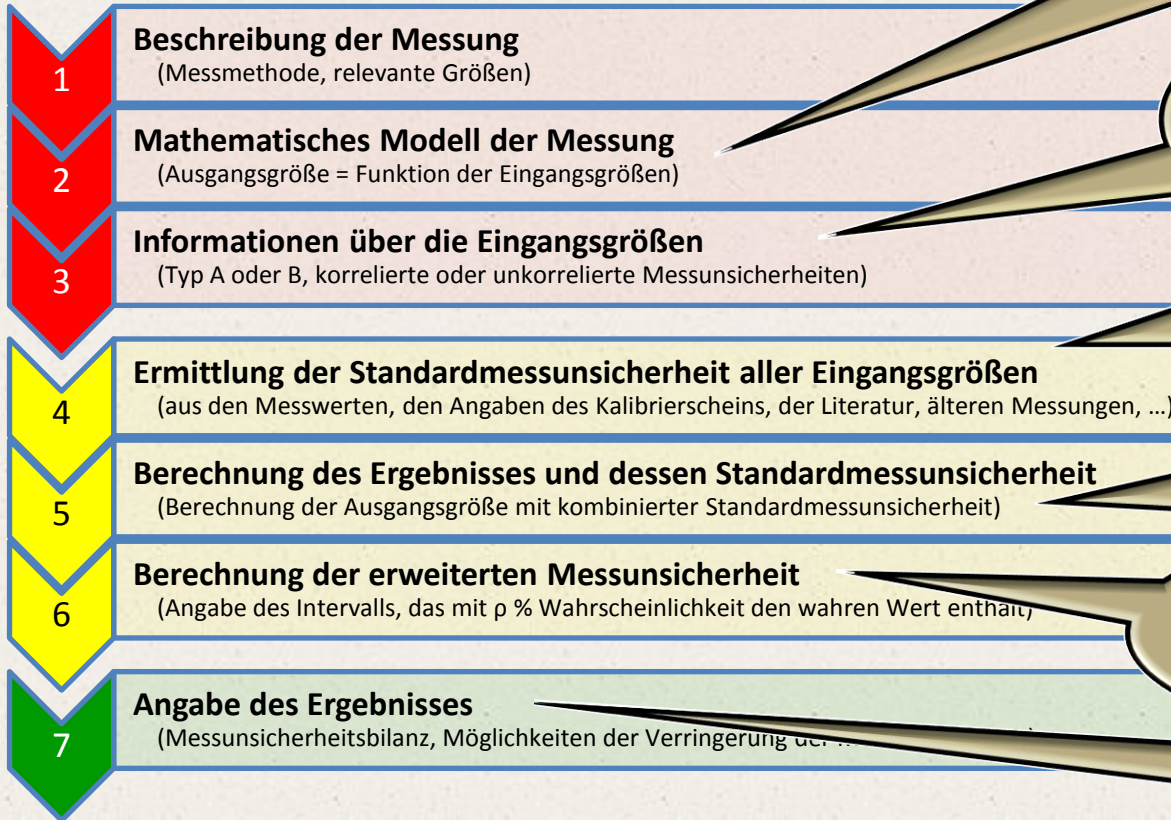 1
Beschreibung der Messung
(Messmethode, relevante Größen)
2
Mathematisches Modell der Messung
(Ausgangsgröße = Funktion der Eingangsgrößen)
3
Informationen über die Eingangsgrößen
(Typ A oder B, korrelierte oder unkorrelierte Messunsicherheiten)
4
Ermittlung der Standardmessunsicherheit aller Eingangsgrößen
(aus den Messwerten, den Angaben des Kalibrierscheins, der Literatur, älteren Messungen, ...)
5
Berechnung des Ergebnisses und dessen Standardmessunsicherheit
(Berechnung der Ausgangsgröße mit kombinierter Standardmessunsicherheit)
6
Berechnung der erweiterten Messunsicherheit
(Angabe des Intervalls, das mit ρ % Wahrscheinlichkeit den wahren Wert enthält)
7
Angabe des Ergebnisses
(Messunsicherheitsbilanz, Möglichkeiten der Verringerung der